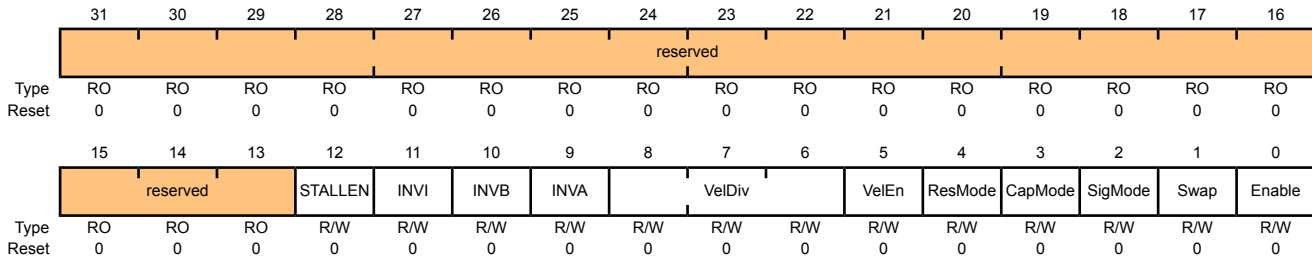 31 30 29 28 27 26 25 24 23 22 21 20 19 18 17 16
reserved
Type RO RO RO RO RO RO RO RO RO RO RO RO RO RO RO RO
Reset 0 0 0 0 0 0 0 0 0 0 0 0 0 0 0 0
15 14 13 12 11 10 9 8 7 6 5 4 3 2 1 0
reserved STALLEN INVI INVB INVA VelDiv VelEn ResMode CapMode SigMode Swap Enable
Type RO RO RO R/W R/W R/W R/W R/W R/W R/W R/W R/W R/W R/W R/W R/W
Reset 0 0 0 0 0 0 0 0 0 0 0 0 0 0 0 0